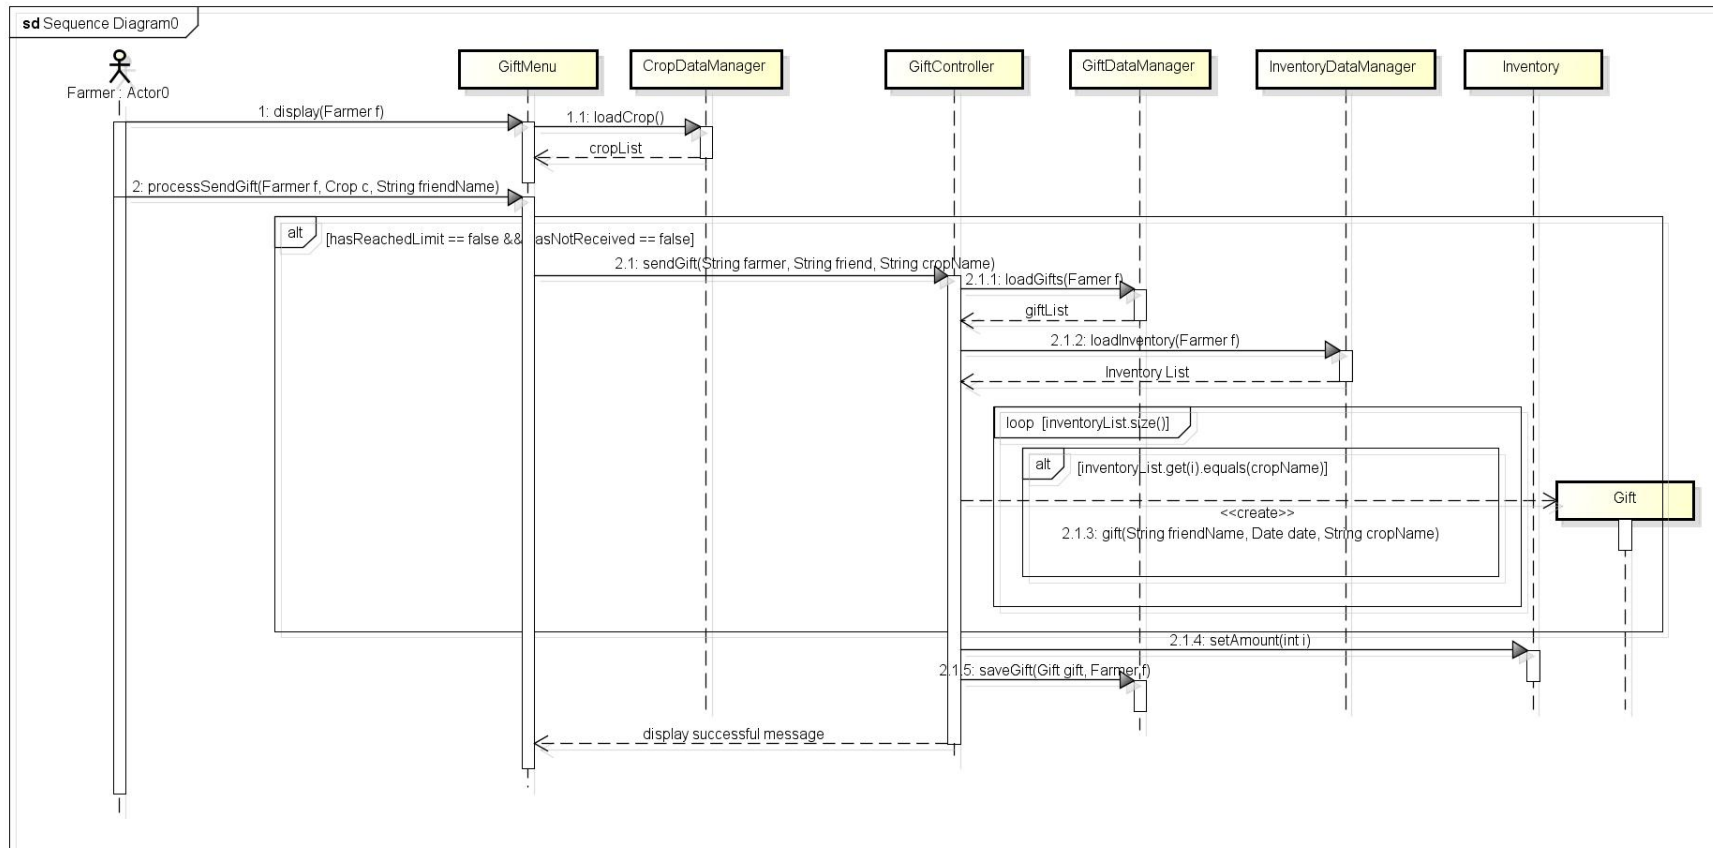 sd Sequence Diagram0
Farmer : Actor0
GiftMenu
CropDataManager
GiftController
GiftDataManager
InventoryDataManager
Inventory
1: display(Farmer f)
1.1: loadCrop()
cropList
2: processSendGift(Farmer f, Crop c, String friendName)
alt
[hasReachedLimit == false && hasNotReceived == false]
2.1: sendGift(String farmer, String friend, String cropName)
2.1.1: loadGifts(Famer f)
giftList
2.1.2: loadInventory(Farmer f)
Inventory List
loop [inventoryList.size()]
alt
[inventoryList.get(i).equals(cropName)]
Gift
<<create>>
2.1.3: gift(String friendName, Date date, String cropName)
2.1.4: setAmount(int i)
2.1.5: saveGift(Gift gift, Farmer f)
display successful message